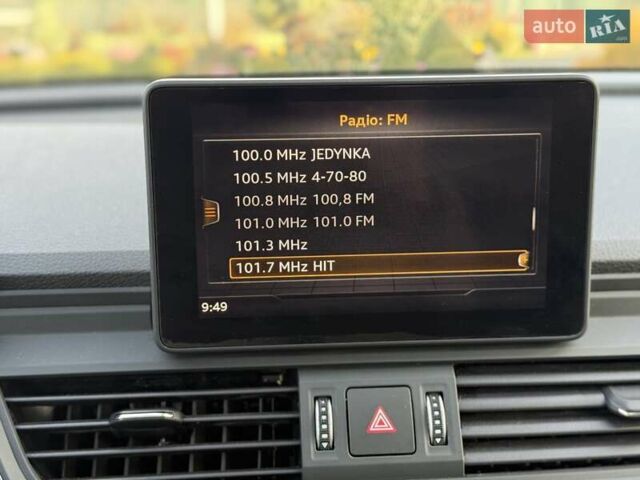 auto RIA .com
Радіо: FM
100.0 MHz JEDYNKA
100.5 MHz 4-70-80
100.8 MHz 100,8 FM
101.0 MHz 101.0 FM
101.3 MHz
101.7 MHz HIT
9:49